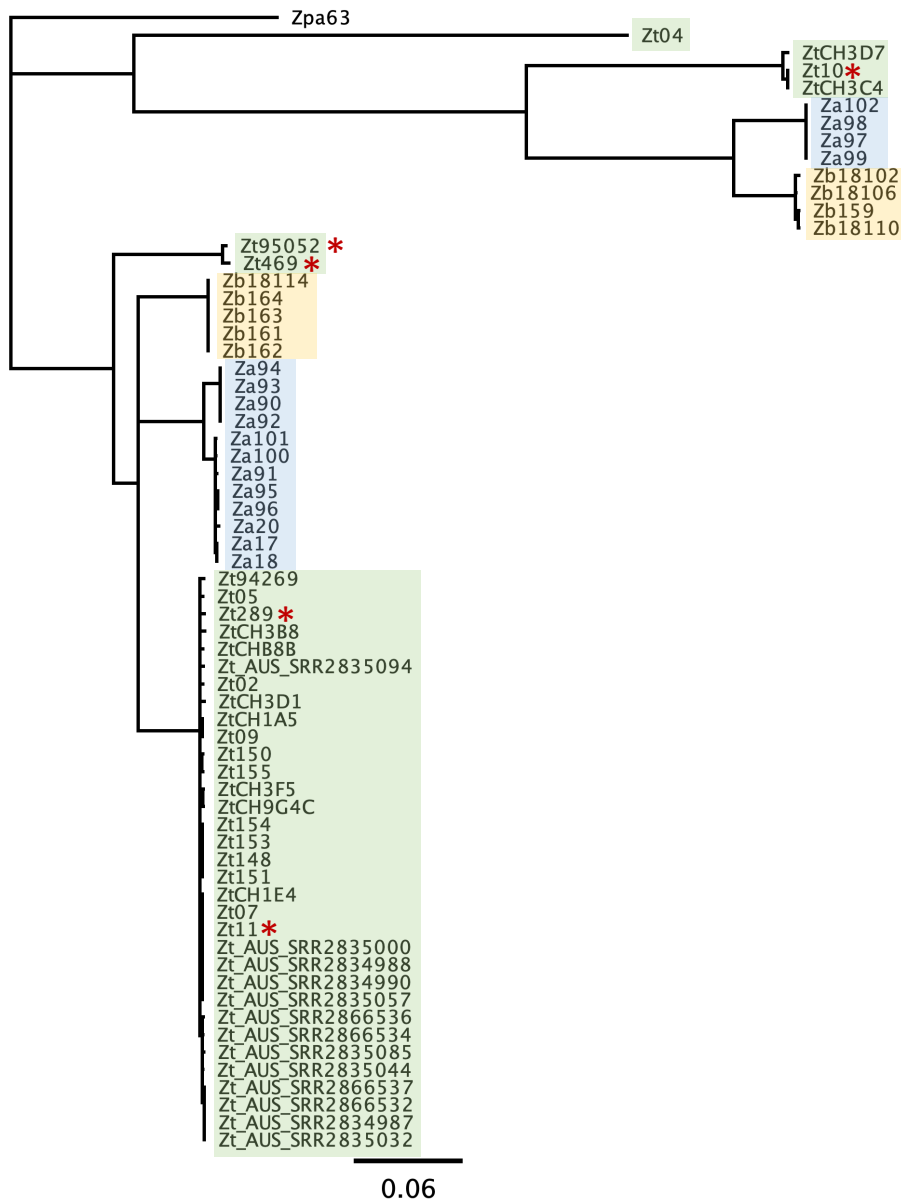 Zpa63
Zt04
ZtCH3D7
Zt10*
ZtCH3C4
Za102
Za98
Za97
Za99
Zb18102
Zb18106
Zb159
Zb18110
Zt95052 *
Zt469 *
Zb18114
Zb164
Zb163
Zb161
Zb162
Za94
Za93
Za90
Za92
Za101
Za100
Za91
Za95
Za96
Za20
Za17
Za18
Zt94269
Zt05
Zt289 *
ZtCH3B8
ZtCHB8B
Zt_AUS_SRR2835094
Zt02
ZtCH3D1
ZtCH1A5
Zt09
Zt150
Zt155
ZtCH3F5
ZtCH9G4C
Zt154
Zt153
Zt148
Zt151
ZtCH1E4
Zt07
Zt11*
Zt_AUS_SRR2835000
Zt_AUS_SRR2834988
Zt_AUS_SRR2834990
Zt_AUS_SRR2835057
Zt_AUS_SRR2866536
Zt_AUS_SRR2866534
Zt_AUS_SRR2835085
Zt_AUS_SRR2835044
Zt_AUS_SRR2866537
Zt_AUS_SRR2866532
Zt_AUS_SRR2834987
Zt_AUS_SRR2835032
0.06